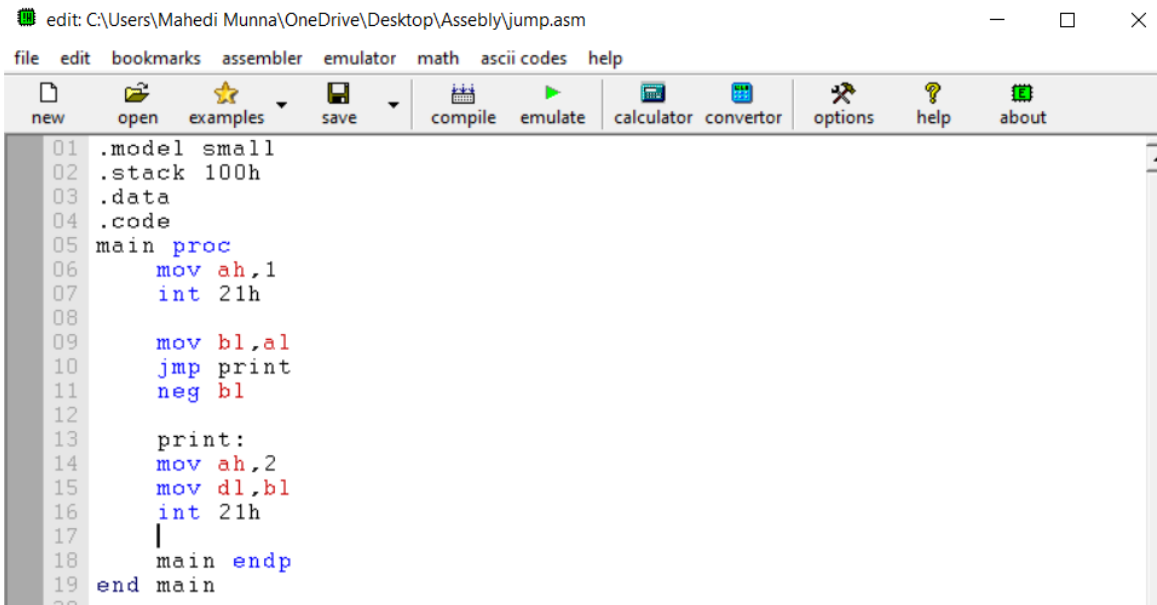 edit: C:\Users\Mahedi Munna\OneDrive\Desktop\Assebly\jump.asm
file edit bookmarks assembler emulator math ascii codes help
new open examples save compile emulate calculator convertor options help about
01 .model small
02 .stack 100h
03 .data
04 .code
05 main proc
06 mov ah,1
07 int 21h
08
09 mov bl,al
10 jmp print
11 neg bl
12
13 print:
14 mov ah,2
15 mov dl,bl
16 int 21h
17
18 main endp
19 end main